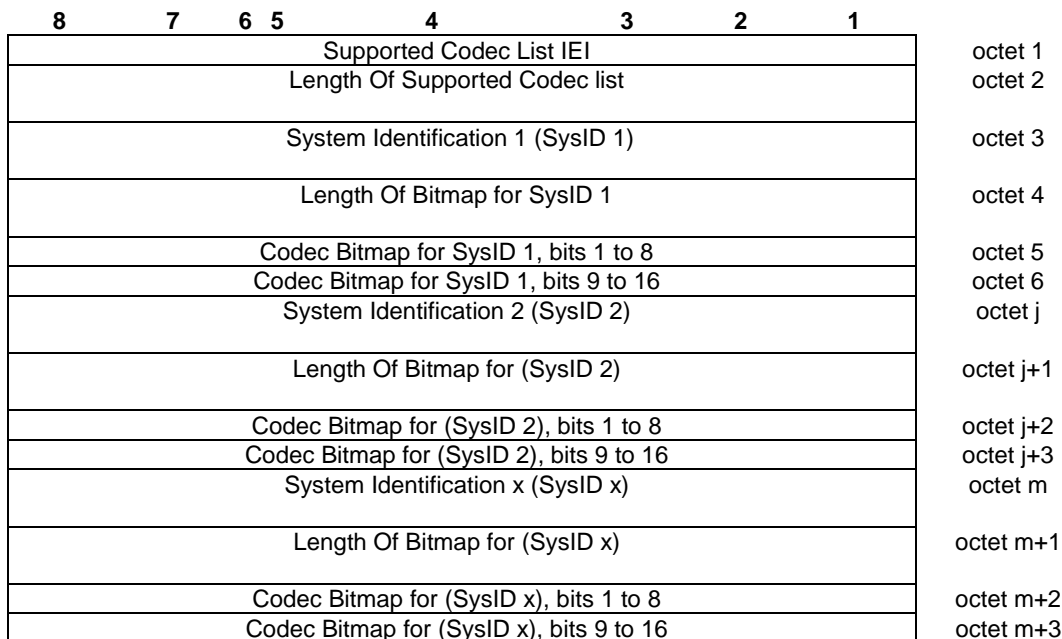 8 7 6 5 4 3 2 1
Supported Codec List IEI octet 1
Length Of Supported Codec list octet 2
System Identification 1 (SysID 1) octet 3
Length Of Bitmap for SysID 1 octet 4
Codec Bitmap for SysID 1, bits 1 to 8 octet 5
Codec Bitmap for SysID 1, bits 9 to 16 octet 6
System Identification 2 (SysID 2) octet j
Length Of Bitmap for (SysID 2) octet j+1
Codec Bitmap for (SysID 2), bits 1 to 8 octet j+2
Codec Bitmap for (SysID 2), bits 9 to 16 octet j+3
System Identification x (SysID x) octet m
Length Of Bitmap for (SysID x) octet m+1
Codec Bitmap for (SysID x), bits 1 to 8 octet m+2
Codec Bitmap for (SysID x), bits 9 to 16 octet m+3